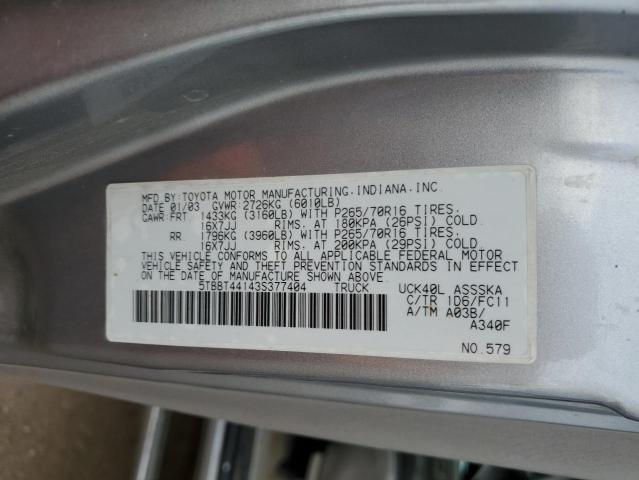 MFD.BY:TOYOTA MOTOR MANUFACTURING.INDIANA.INC.
DATE 01/03 GVWR 2726KG (6010LB)
GAWR FRT 1433KG (3160LB) WITH P265/70R16 TIRES.
16X7JJ RIMS. AT 180KPA (26PSI) COLD
RR 1796KG (3960LB) WITH P265/70R16 TIRES.
16X7JJ RIMS. AT 200KPA (29PSI) COLD
THIS VEHICLE CONFORMS TO ALL APPLICABLE FEDERAL MOTOR
VEHICLE SAFETY AND THEFT PREVENTION STANDARDS IN EFFECT
ON THE DATE OF MANUFACTURE SHOWN ABOVE
5TBBT44143S377404 TRUCK UCK40L ASSSKA
C/TR 1D6/FC11
A/TM A03B/
A340F
NO.579